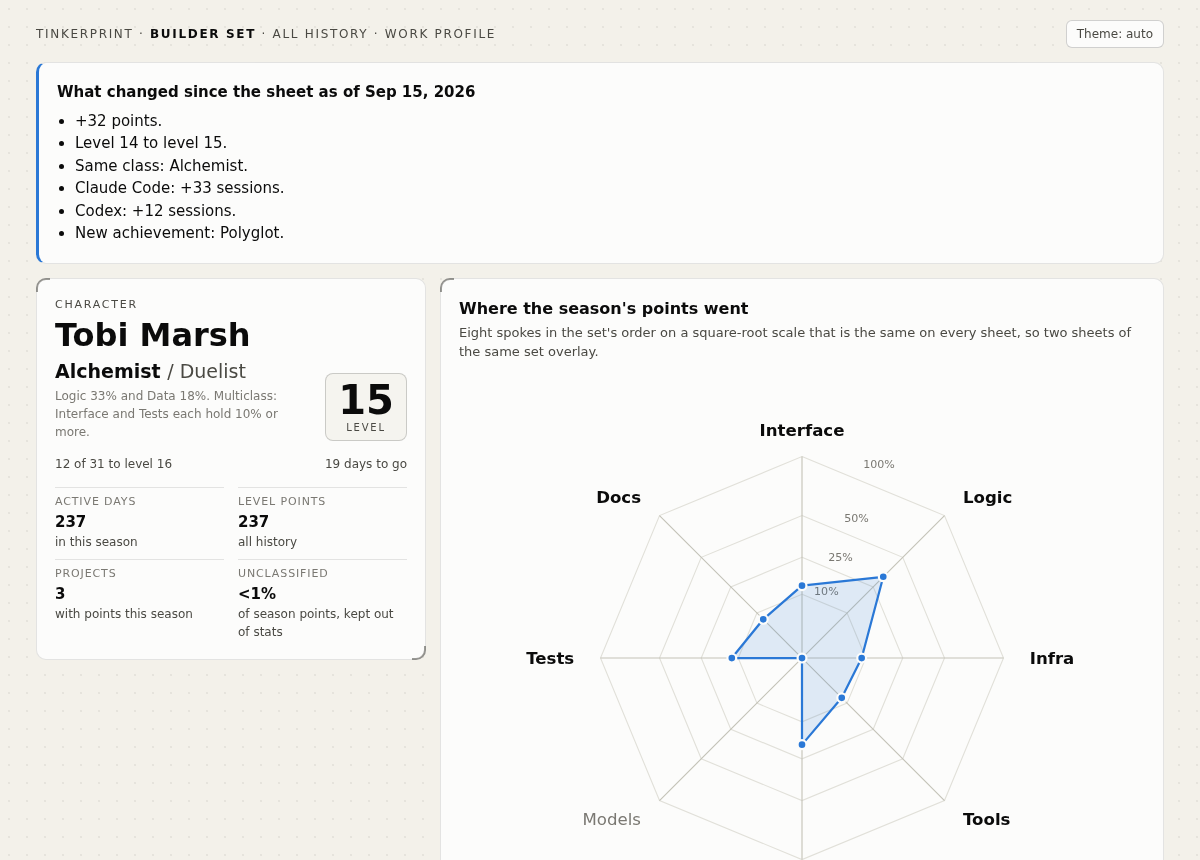 TINKERPRINT · BUILDER SET · ALL HISTORY · WORK PROFILE
Theme: auto
What changed since the sheet as of Sep 15, 2026
• +32 points.
• Level 14 to level 15.
• Same class: Alchemist.
• Claude Code: +33 sessions.
• Codex: +12 sessions.
• New achievement: Polyglot.
CHARACTER
Tobi Marsh
Alchemist / Duelist
Logic 33% and Data 18%. Multiclass:
Interface and Tests each hold 10% or
more.
15
LEVEL
12 of 31 to level 16
19 days to go
ACTIVE DAYS
237
in this season
LEVEL POINTS
237
all history
PROJECTS
3
with points this season
UNCLASSIFIED
<1%
of season points, kept out
of stats
Where the season's points went
Eight spokes in the set's order on a square-root scale that is the same on every sheet, so two sheets of
the same set overlay.
Interface
100%
Docs
Logic
50%
25%
10%
Tests
Infra
Models
Tools